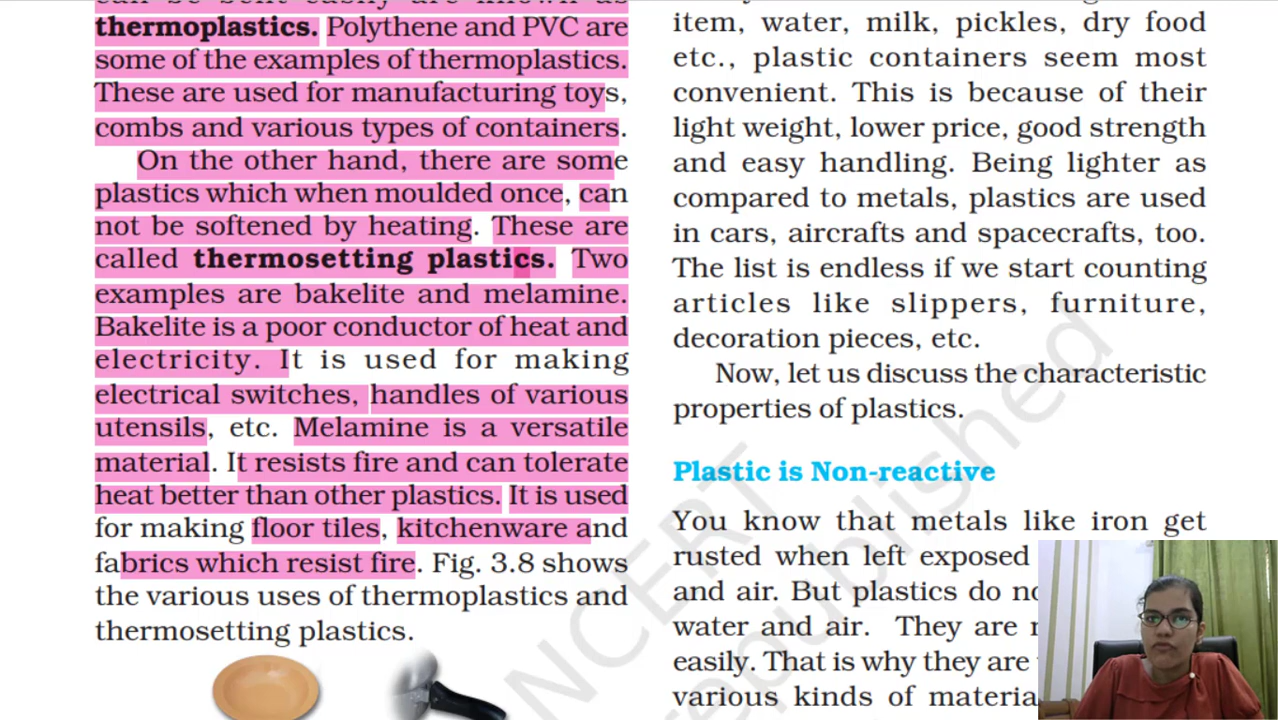 thermoplastics. Polythene and PVC are
some of the examples of thermoplastics.
These are used for manufacturing toys,
combs and various types of containers.
On the other hand, there are some
plastics which when moulded once, can
not be softened by heating. These are
called thermosetting plastics. Two
examples are bakelite and melamine.
Bakelite is a poor conductor of heat and
electricity. It is used for making
electrical switches, handles of various
utensils, etc. Melamine is a versatile
material. It resists fire and can tolerate
heat better than other plastics. It is used
for making floor tiles, kitchenware and
fabrics which resist fire. Fig. 3.8 shows
the various uses of thermoplastics and
thermosetting plastics.
item, water, milk, pickles, dry food
etc., plastic containers seem most
convenient. This is because of their
light weight, lower price, good strength
and easy handling. Being lighter as
compared to metals, plastics are used
in cars, aircrafts and spacecrafts, too.
The list is endless if we start counting
articles like slippers, furniture,
decoration pieces, etc.
Now, let us discuss the characteristic
properties of plastics.
Plastic is Non-reactive
You know that metals like iron get
rusted when left exposed
and air. But plastics do
water and air. They are
easily. That is why they are
various kinds of
NCERT
republished